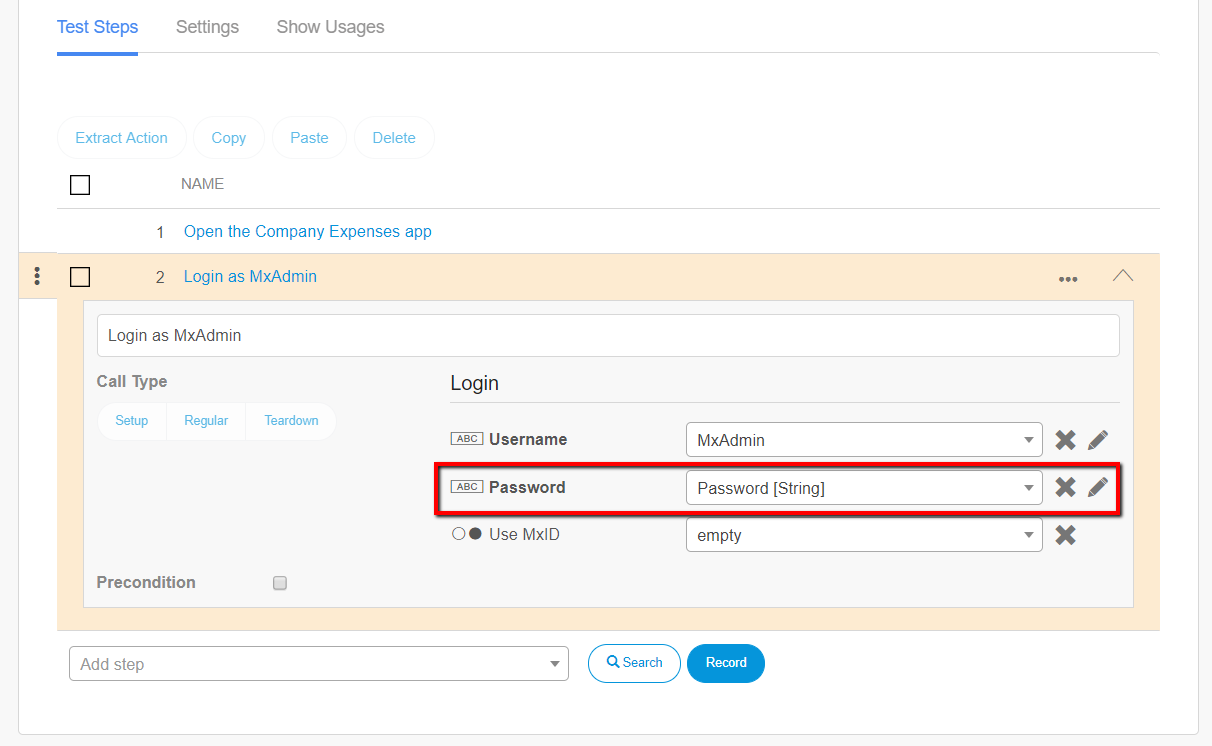 Test Steps Settings Show Usages
Extract Action Copy Paste Delete
NAME
1 Open the Company Expenses app
2 Login as MxAdmin
Login as MxAdmin
Call Type
Login
Setup Regular Teardown
ABC Username MxAdmin
ABC Password Password [String]
Use MxID empty
Precondition
Add step Search Record